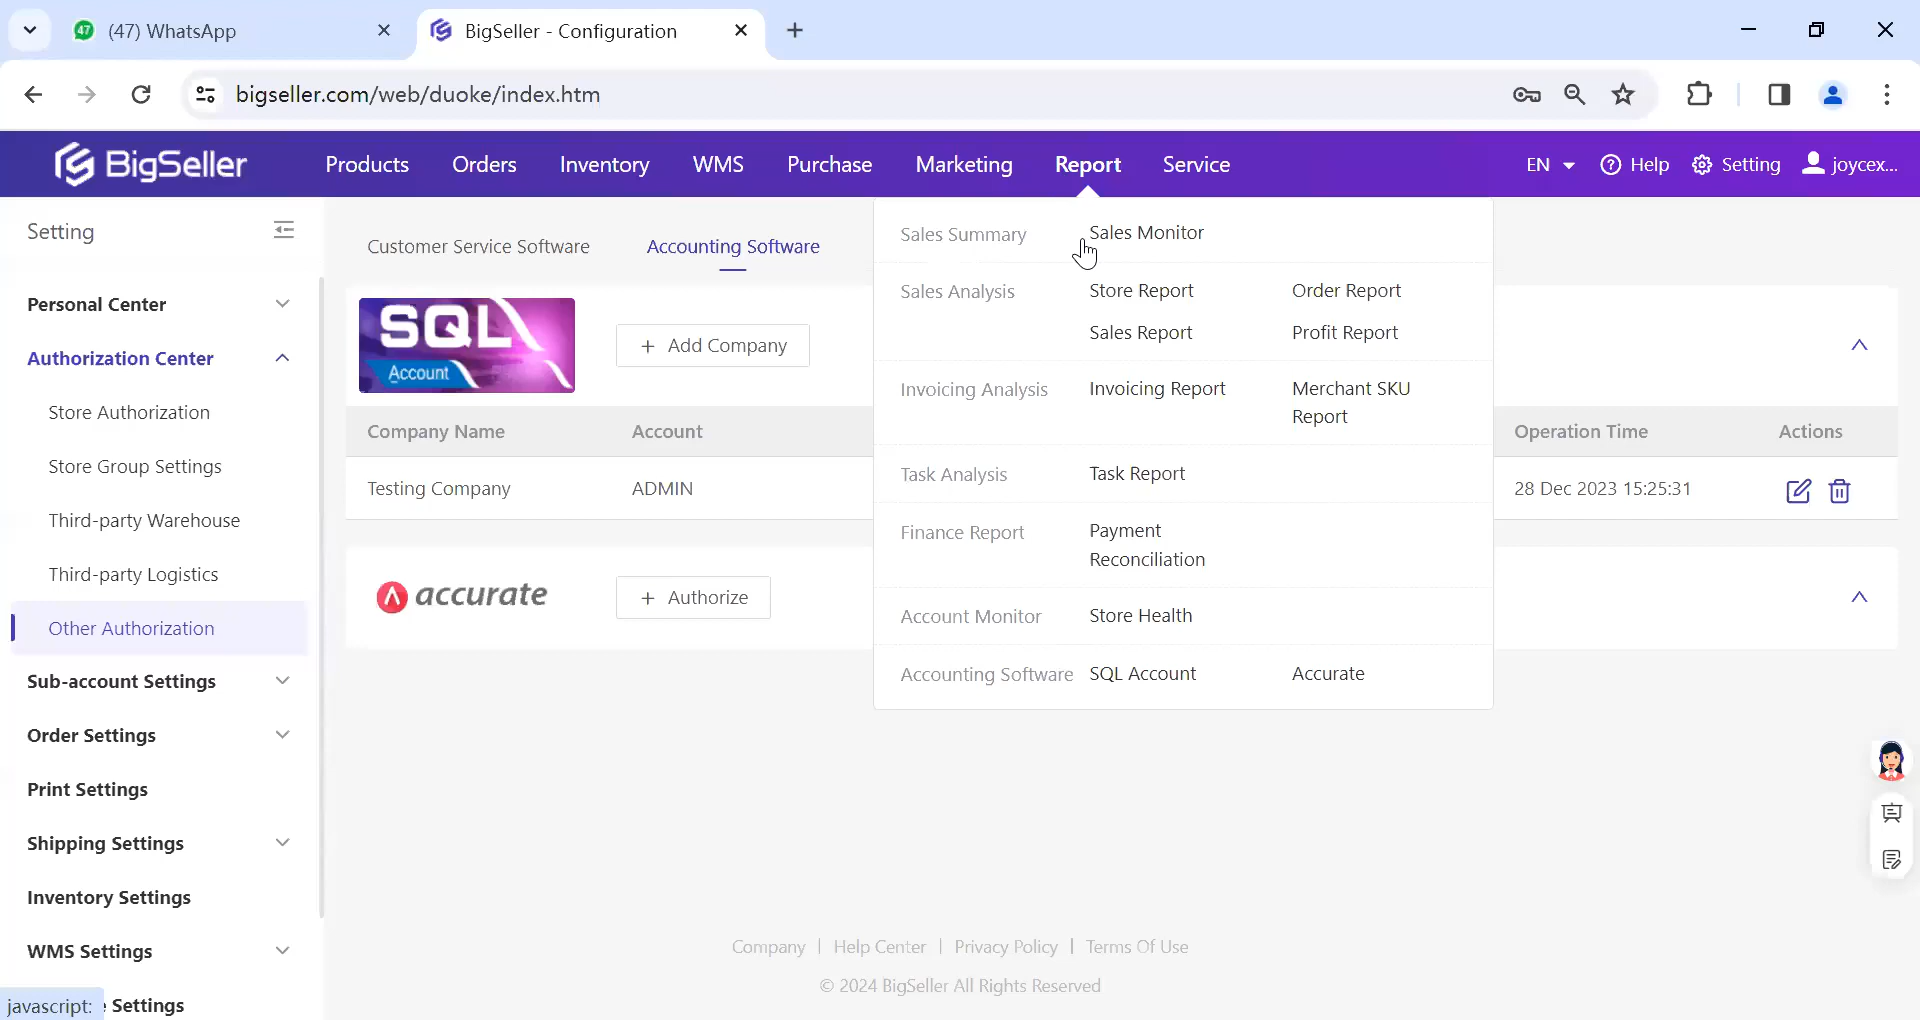 47
(47) WhatsApp
BigSeller - Configuration
bigseller.com/web/duoke/index.htm
BigSeller
Products
Orders
Inventory
WMS
Purchase
Marketing
Report
Service
EN
Help
Setting
joycex...
Setting
Personal Center
Authorization Center
Store Authorization
Store Group Settings
Third-party Warehouse
Third-party Logistics
Other Authorization
Sub-account Settings
Order Settings
Print Settings
Shipping Settings
Inventory Settings
WMS Settings
e Settings
javascript:
Customer Service Software
Accounting Software
SQL
Account
+ Add Company
Company Name
Account
Operation Time
Actions
Testing Company
ADMIN
28 Dec 2023 15:25:31
accurate
+ Authorize
Sales Summary
Sales Monitor
Sales Analysis
Store Report
Order Report
Sales Report
Profit Report
Invoicing Analysis
Invoicing Report
Merchant SKU
Report
Task Analysis
Task Report
Finance Report
Payment
Reconciliation
Account Monitor
Store Health
Accounting Software
SQL Account
Accurate
Company | Help Center | Privacy Policy | Terms Of Use
© 2024 BigSeller All Rights Reserved